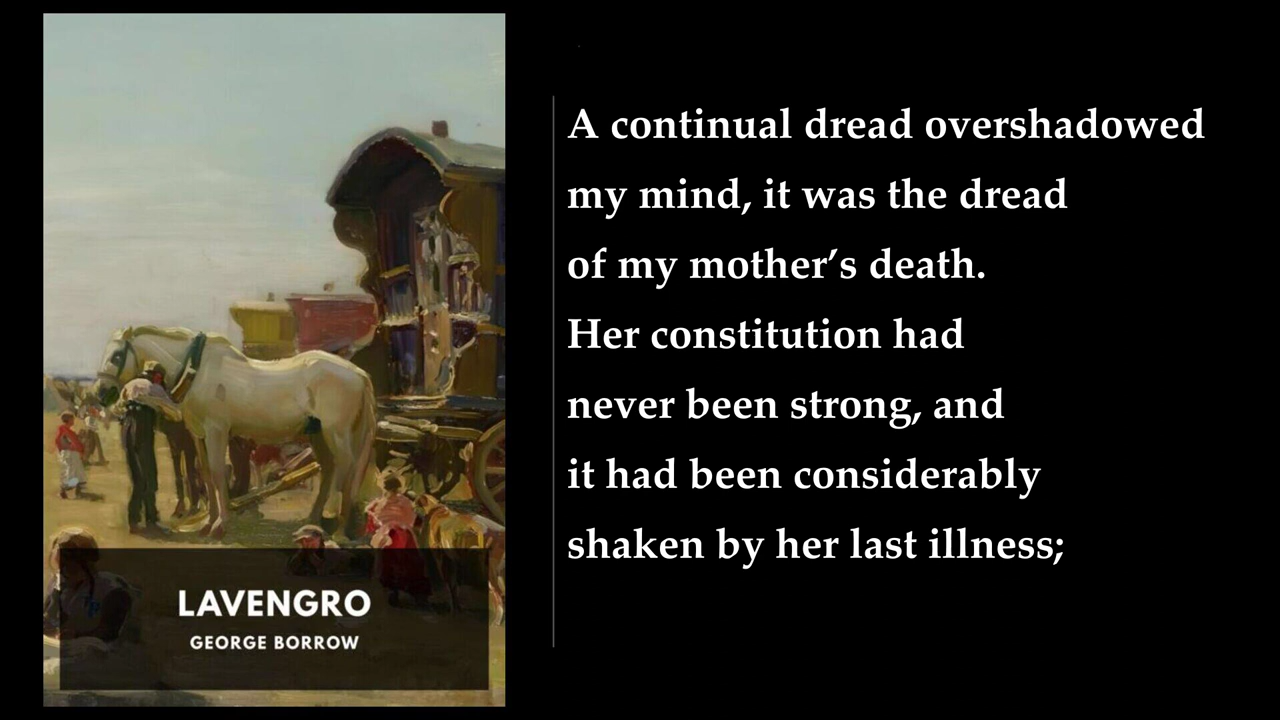 LAVENGRO
GEORGE BORROW
A continual dread overshadowed
my mind, it was the dread
of my mother’s death.
Her constitution had
never been strong, and
it had been considerably
shaken by her last illness;